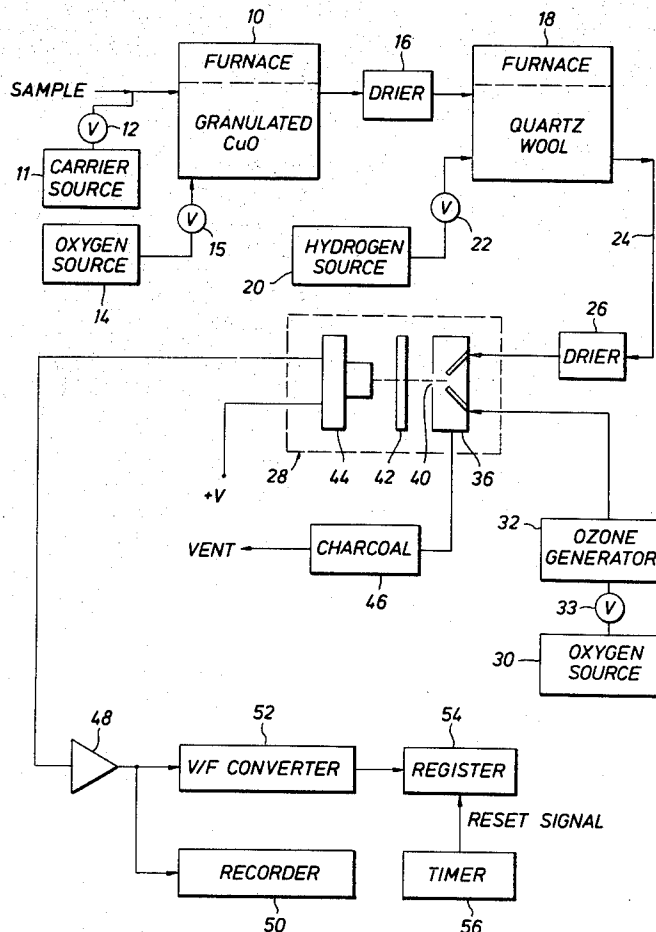 10
18
16
FURNACE
FURNACE
SAMPLE
DRIER
GRANULATED
CuO
QUARTZ
WOOL
V
12
11
CARRIER
SOURCE
V
15
V
22
OXYGEN
SOURCE
14
HYDROGEN
SOURCE
20
24
26
DRIER
44
42
40
36
28
+V
VENT
CHARCOAL
46
32
OZONE
GENERATOR
33
V
30
OXYGEN
SOURCE
48
52
54
V/F CONVERTER
REGISTER
RESET SIGNAL
RECORDER
TIMER
50
56